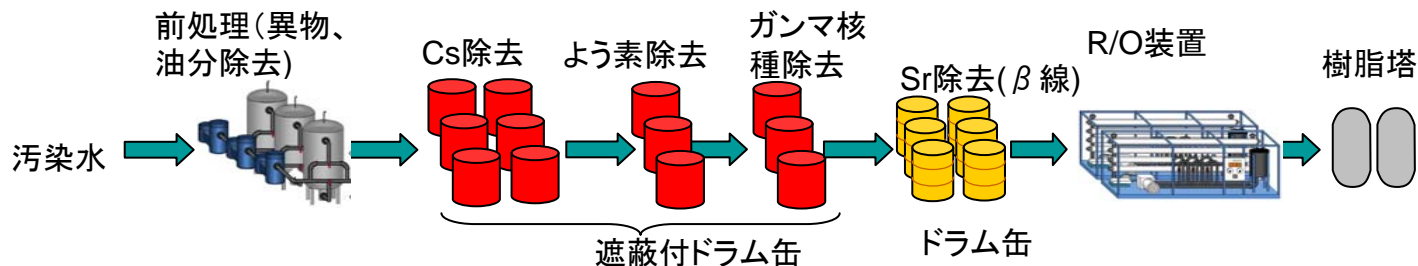 汚染水
前処理(異物、
油分除去)
Cs除去
よう素除去
ガンマ核
種除去
Sr除去(β線)
R/O装置
樹脂塔
遮蔽付ドラム缶
ドラム缶